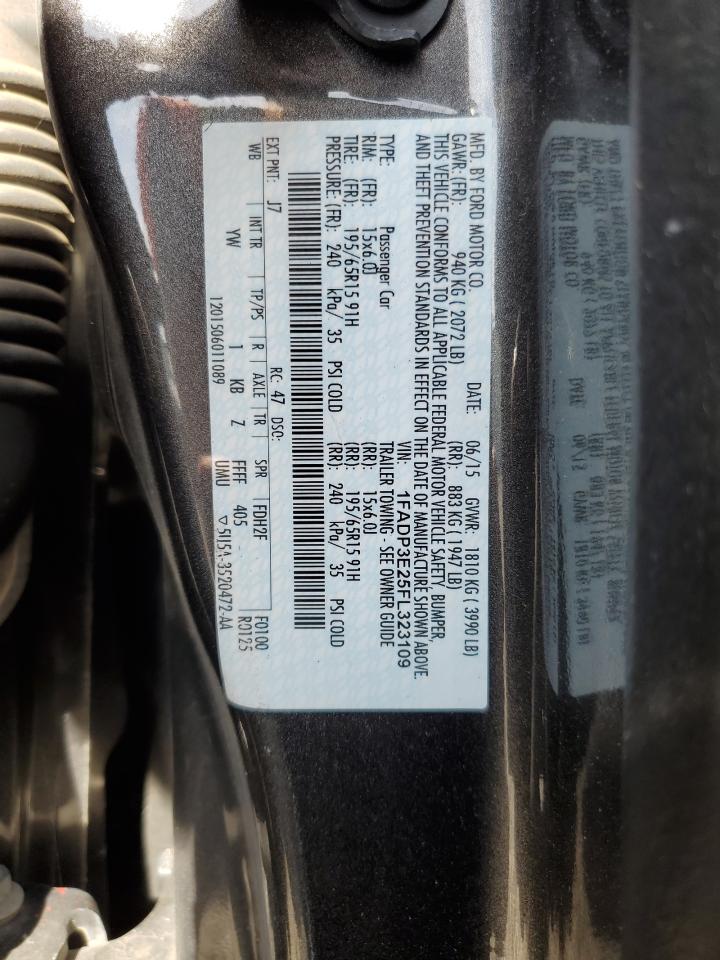 MFD. BY FORD MOTOR CO.
DATE: 06/15 GVWR: 1810 KG ( 3990 LB)
GAWR: (FR): 940 KG ( 2072 LB) (RR): 883 KG ( 1947 LB)
THIS VEHICLE CONFORMS TO ALL APPLICABLE FEDERAL MOTOR VEHICLE SAFETY, BUMPER,
AND THEFT PREVENTION STANDARDS IN EFFECT ON THE DATE OF MANUFACTURE SHOWN ABOVE.
VIN: 1FADP3E25FL323109
TYPE: Passenger Car TRAILER TOWING - SEE OWNER GUIDE
RIM: (FR): 15x6.0J (RR): 15x6.0J
TIRE: (FR): 195/65R15 91H (RR): 195/65R15 91H
PRESSURE: (FR): 240 kPa/ 35 PSI COLD (RR): 240 kPa/ 35 PSI COLD
EXT PNT: J7 RC: 47 DSO: FDH2F F0100
WB INT TR TP/PS R AXLE TR SPR R0125
YW 1 KB Z FFFF 405
UMU
1201506011089 ▽5U5A-3520472-AA